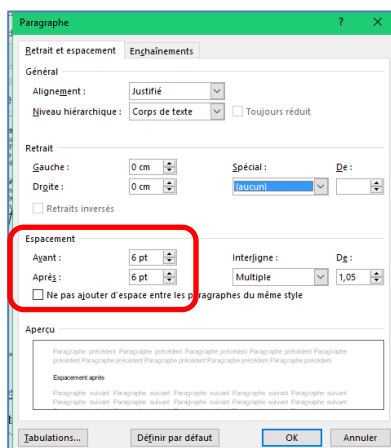 Paragraphe ? X
Retrait et espacement Enchaînements
Général
Alignement : Justifié
Niveau hiérarchique : Corps de texte Toujours réduit
Retrait
Gauche : 0 cm Spécial : De :
Droite : 0 cm (aucun)
Retraits inversés
Espacement
Avant : 6 pt Interligne : De :
Après : 6 pt Multiple 1,05
Ne pas ajouter d'espace entre les paragraphes du même style
Aperçu
Paragraphe précédent Paragraphe précédent Paragraphe précédent Paragraphe précédent Paragraphe
précédent Paragraphe précédent Paragraphe précédent Paragraphe précédent Paragraphe précédent
Espacement après
Paragraphe suivant Paragraphe suivant Paragraphe suivant Paragraphe suivant Paragraphe suivant
Paragraphe suivant Paragraphe suivant Paragraphe suivant Paragraphe suivant Paragraphe suivant
Tabulations... Définir par défaut OK Annuler